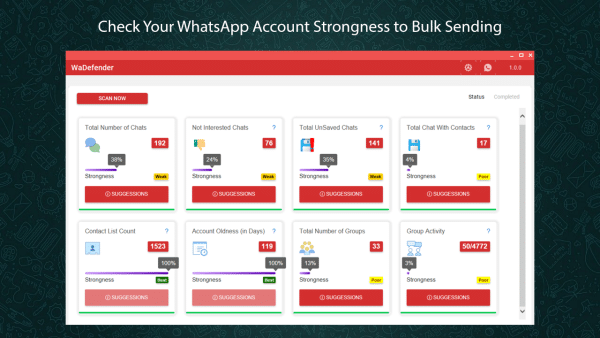 Check Your WhatsApp Account Strongness to Bulk Sending
WaDefender
1.0.0
SCAN NOW
Status Completed
Total Number of Chats ?
192
38%
Strongness Weak
SUGGESSIONS
Not Interested Chats ?
76
24%
Strongness Weak
SUGGESSIONS
Total UnSaved Chats ?
141
35%
Strongness Weak
SUGGESSIONS
Total Chat With Contacts ?
17
4%
Strongness Poor
SUGGESSIONS
Contact List Count ?
1523
100%
Strongness Best
SUGGESSIONS
Account Oldness (in Days) ?
119
100%
Strongness Best
SUGGESSIONS
Total Number of Groups ?
33
13%
Strongness Poor
SUGGESSIONS
Group Activity ?
50/4772
3%
Strongness Poor
SUGGESSIONS